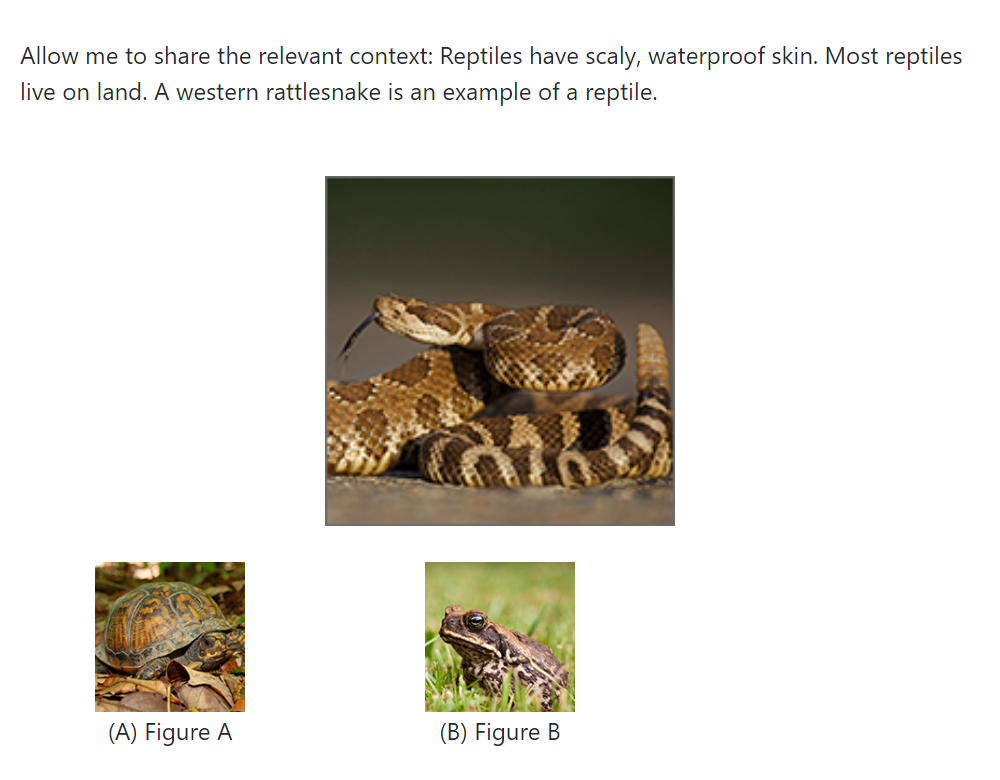 Allow me to share the relevant context: Reptiles have scaly, waterproof skin. Most reptiles
live on land. A western rattlesnake is an example of a reptile.
(A) Figure A
(B) Figure B